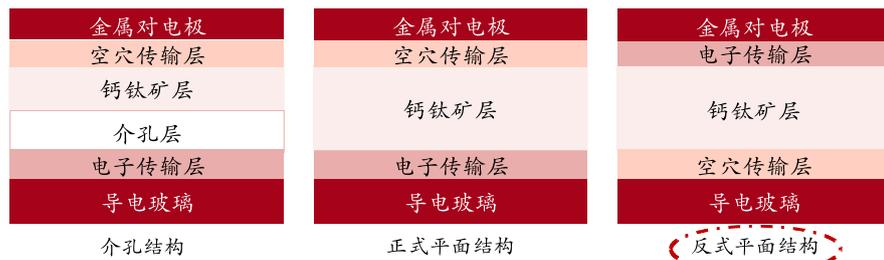 金属对电极
空穴传输层
钙钛矿层
介孔层
电子传输层
导电玻璃
介孔结构
金属对电极
空穴传输层
钙钛矿层
电子传输层
导电玻璃
正式平面结构
金属对电极
电子传输层
钙钛矿层
空穴传输层
导电玻璃
反式平面结构